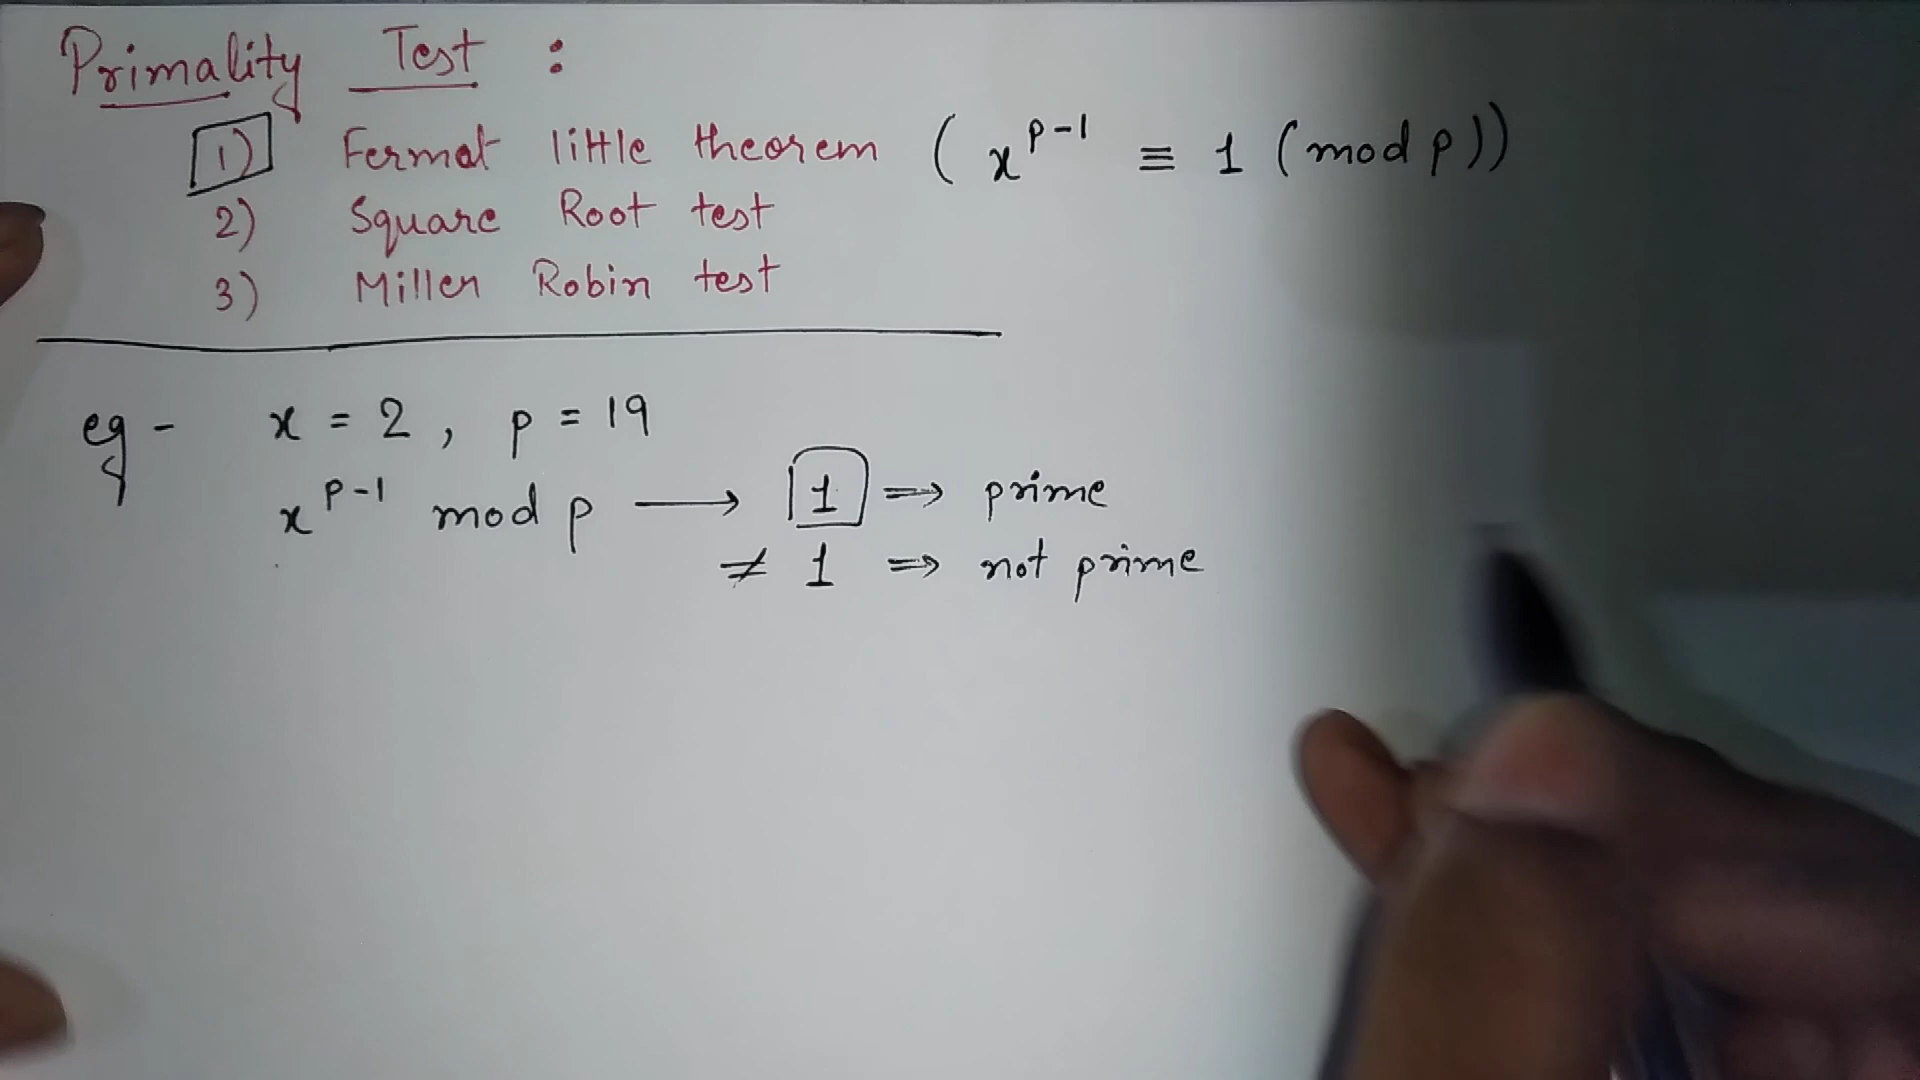 Primality Test :
1) Fermat little theorem ( x^{p-1} ≡ 1 (mod p))
2) Square Root test
3) Miller Robin test
eg - x = 2 , p = 19
x^{p-1} mod p ⟶ 1 ⇒ prime
≠ 1 ⇒ not prime